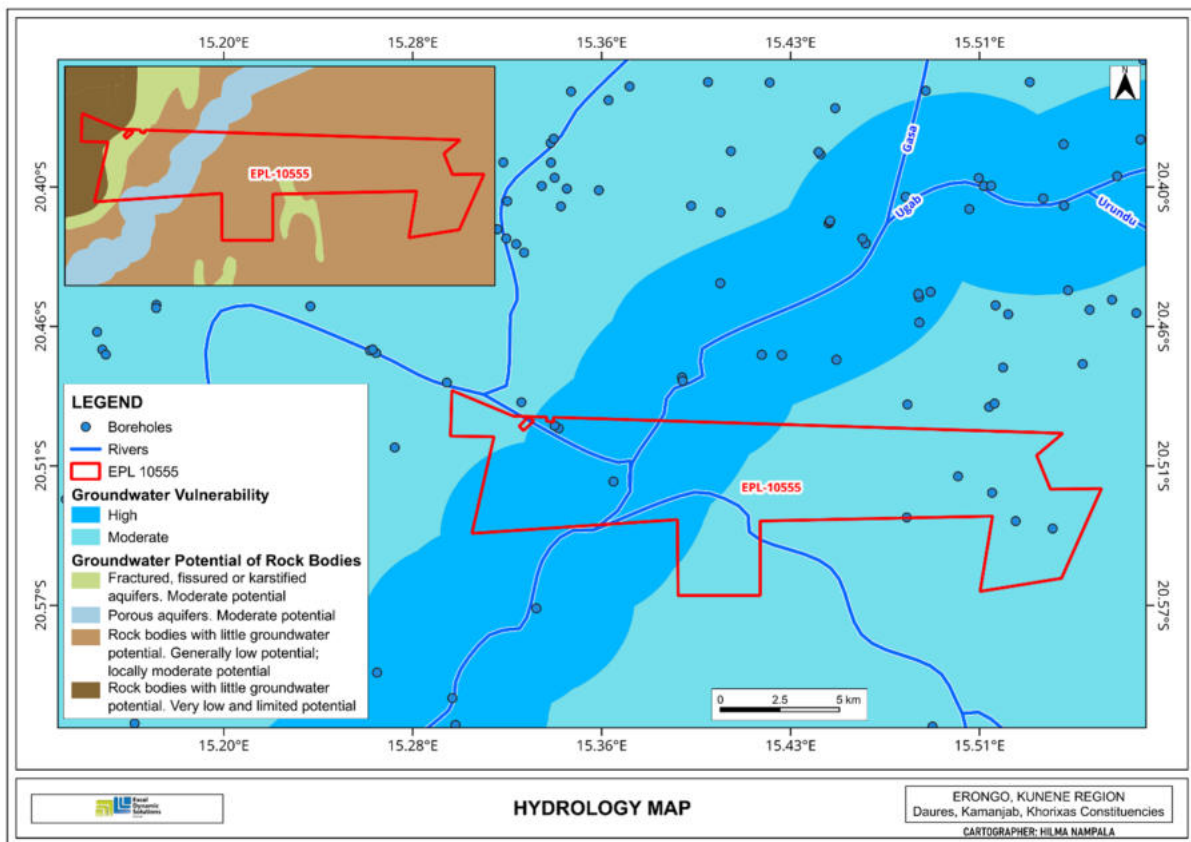 15.20°E
15.28°E
15.36°E
15.43°E
15.51°E
N
EPL-10555
Gasa
Ugab
Urundu
20.40°S
20.40°S
20.46°S
20.46°S
20.51°S
20.51°S
20.57°S
20.57°S
EPL-10555
LEGEND
Boreholes
Rivers
EPL 10555
Groundwater Vulnerability
High
Moderate
Groundwater Potential of Rock Bodies
Fractured, fissured or karstified
aquifers. Moderate potential
Porous aquifers. Moderate potential
Rock bodies with little groundwater
potential. Generally low potential;
locally moderate potential
Rock bodies with little groundwater
potential. Very low and limited potential
0 2.5 5 km
15.20°E
15.28°E
15.36°E
15.43°E
15.51°E
Excel
Dynamic
Solutions
HYDROLOGY MAP
ERONGO, KUNENE REGION
Daures, Kamanjab, Khorixas Constituencies
CARTOGRAPHER: HILMA NAMPALA